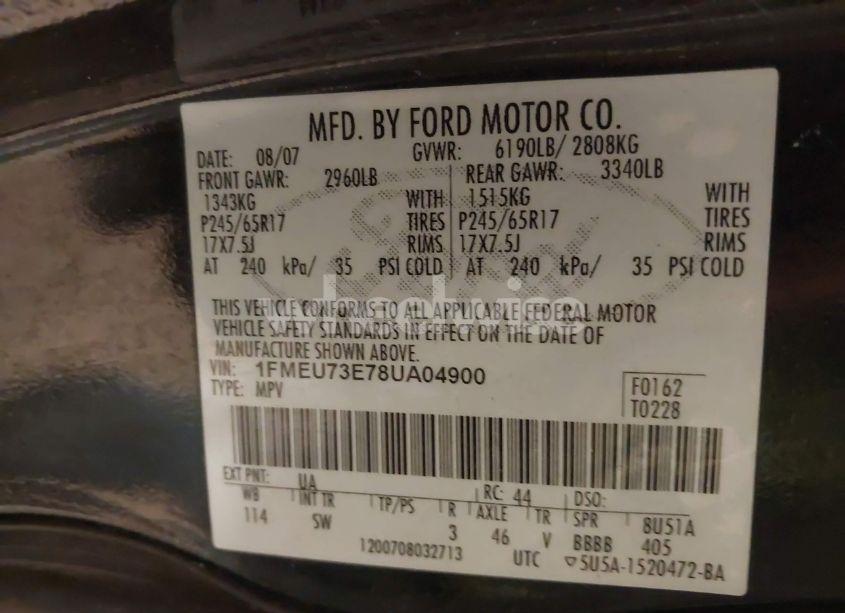 MFD. BY FORD MOTOR CO.
DATE: 08/07 GVWR: 6190LB/ 2808KG
FRONT GAWR: 2960LB REAR GAWR: 3340LB
1343KG WITH 1515KG WITH
P245/65R17 TIRES P245/65R17 TIRES
17X7.5J RIMS 17X7.5J RIMS
AT 240 kPa/ 35 PSI COLD AT 240 kPa/ 35 PSI COLD
THIS VEHICLE CONFORMS TO ALL APPLICABLE FEDERAL MOTOR
VEHICLE SAFETY STANDARDS IN EFFECT ON THE DATE OF
MANUFACTURE SHOWN ABOVE.
VIN: 1FMEU73E78UA04900
TYPE: MPV
F0162
T0228
EXT PNT: UA RC: 44 DSO:
WB INT TR TP/PS R AXLE TR SPR 8U51A
114 SW 3 46 V BBBB 405
1200708032713 UTC ▽5U5A-1520472-BA